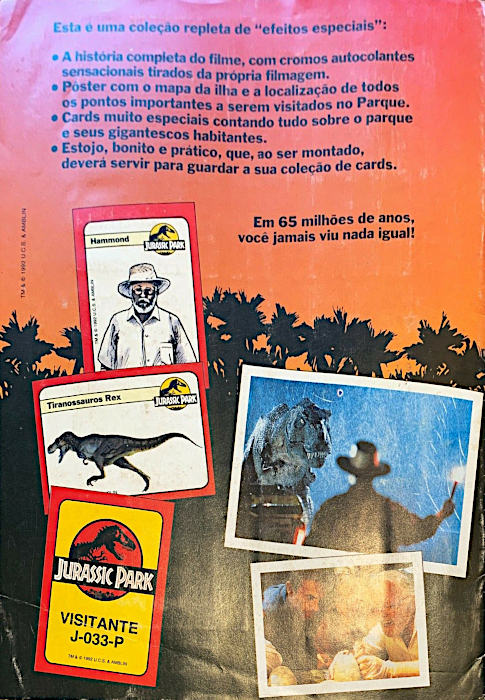 Esta é uma coleção repleta de “efeitos especiais”:
• A história completa do filme, com cromos autocolantes
sensacionais tirados da própria filmagem.
• Pôster com o mapa da ilha e a localização de todos
os pontos importantes a serem visitados no Parque.
• Cards muito especiais contando tudo sobre o parque
e seus gigantescos habitantes.
• Estojo, bonito e prático, que, ao ser montado,
deverá servir para guardar a sua coleção de cards.
Em 65 milhões de anos,
você jamais viu nada igual!
TM & © 1992 U.C.S. & AMBLIN
Hammond
JURASSIC PARK
TM & © 1992 U.C.S. & AMBLIN
Tiranossauros Rex
JURASSIC PARK
JURASSIC PARK
VISITANTE
J-033-P
TM & © 1992 U.C.S. & AMBLIN